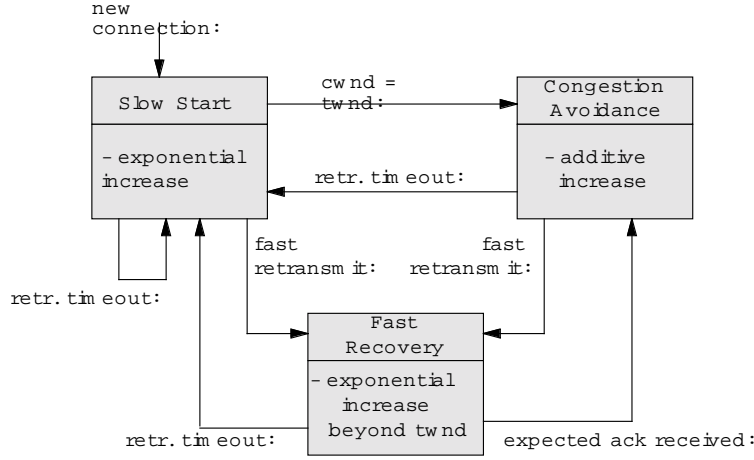 new
connection:
Slow Start
- exponential
increase
cwnd =
twnd:
Congestion
Avoidance
- additive
increase
retr. timeout:
retr. timeout:
fast
retransmit:
fast
retransmit:
Fast
Recovery
- exponential
increase
beyond twnd
retr. timeout:
expected ack received: